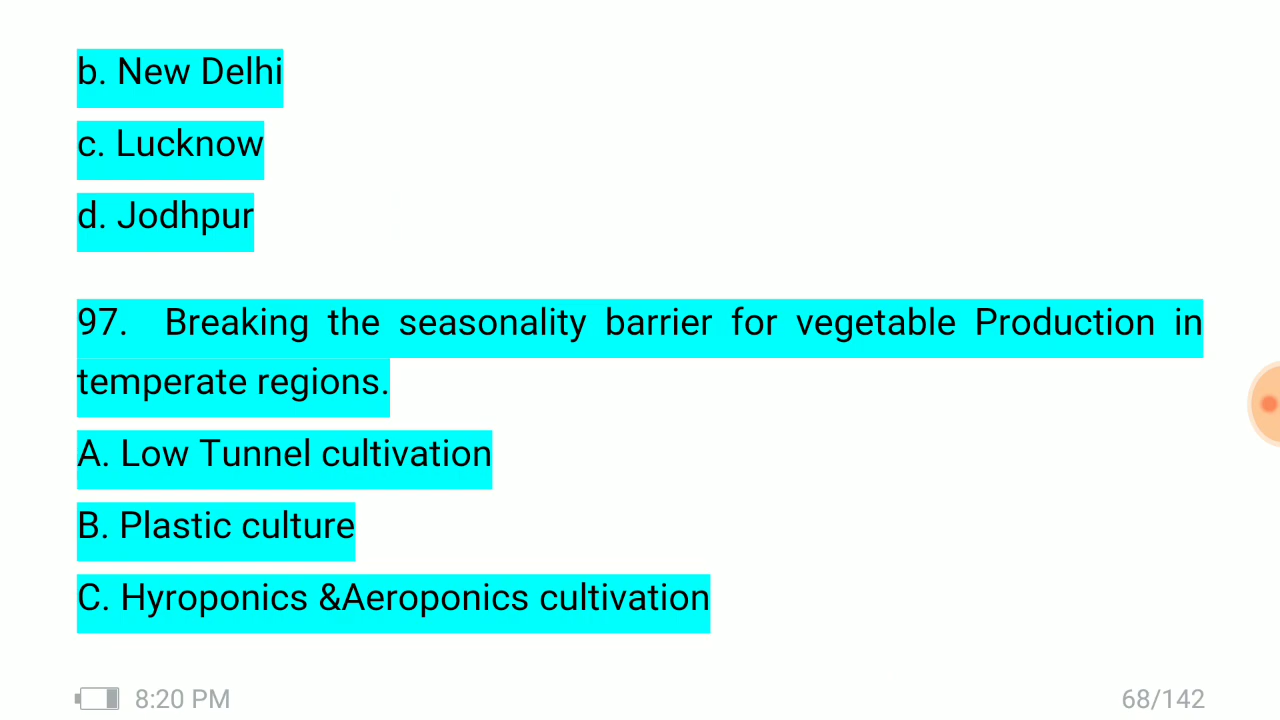 b. New Delhi
c. Lucknow
d. Jodhpur
97. Breaking the seasonality barrier for vegetable Production in
temperate regions.
A. Low Tunnel cultivation
B. Plastic culture
C. Hyroponics &Aeroponics cultivation
8:20 PM
68/142